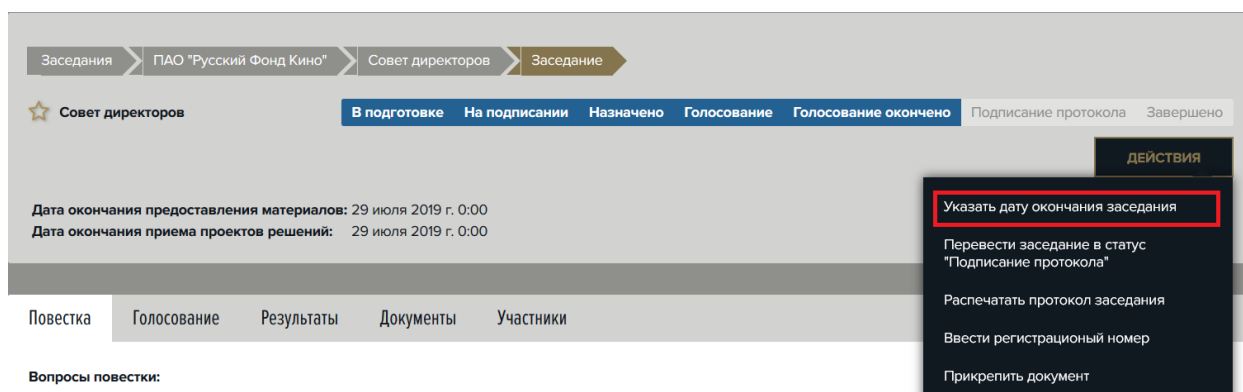 Заседания ПАО "Русский Фонд Кино" Совет директоров Заседание
Совет директоров В подготовке На подписании Назначено Голосование Голосование окончено Подписание протокола Завершено
ДЕЙСТВИЯ
Дата окончания предоставления материалов: 29 июля 2019 г. 0:00
Дата окончания приема проектов решений: 29 июля 2019 г. 0:00
Указать дату окончания заседания
Перевести заседание в статус
"Подписание протокола"
Распечатать протокол заседания
Ввести регистрационый номер
Прикрепить документ
Повестка Голосование Результаты Документы Участники
Вопросы повестки: